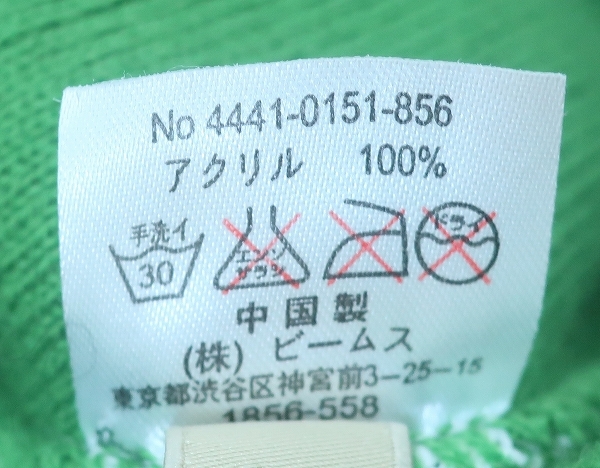 No 4441-0151-856
アクリル 100%
手洗イ
30
エンソ
サラシ
ドライ
中国製
(株) ビームス
東京都渋谷区神宮前3-25-15
1856-558